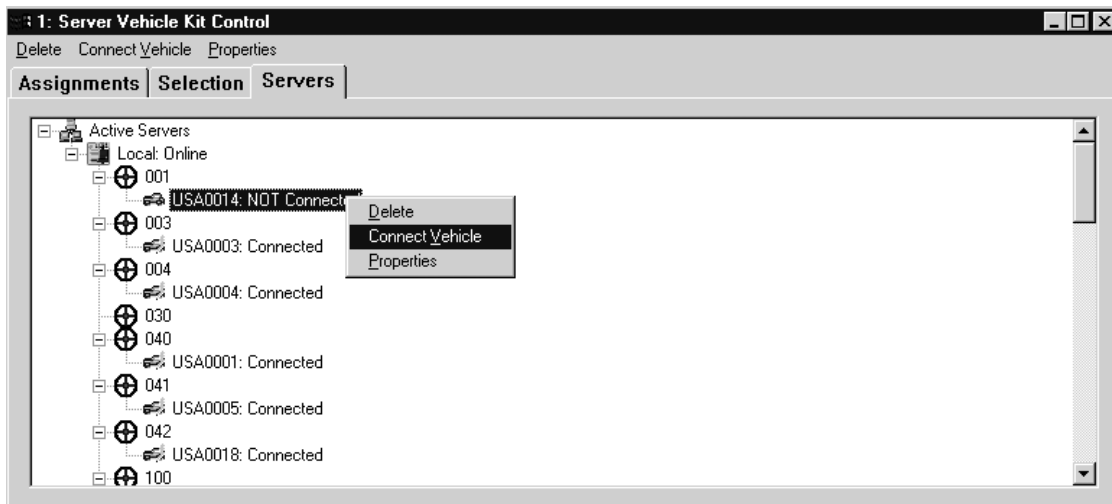 1: Server Vehicle Kit Control
Delete Connect Vehicle Properties
Assignments Selection Servers
Active Servers
Local: Online
001
USA0014: NOT Connecte
Delete
Connect Vehicle
Properties
003
USA0003: Connected
004
USA0004: Connected
030
040
USA0001: Connected
041
USA0005: Connected
042
USA0018: Connected
100